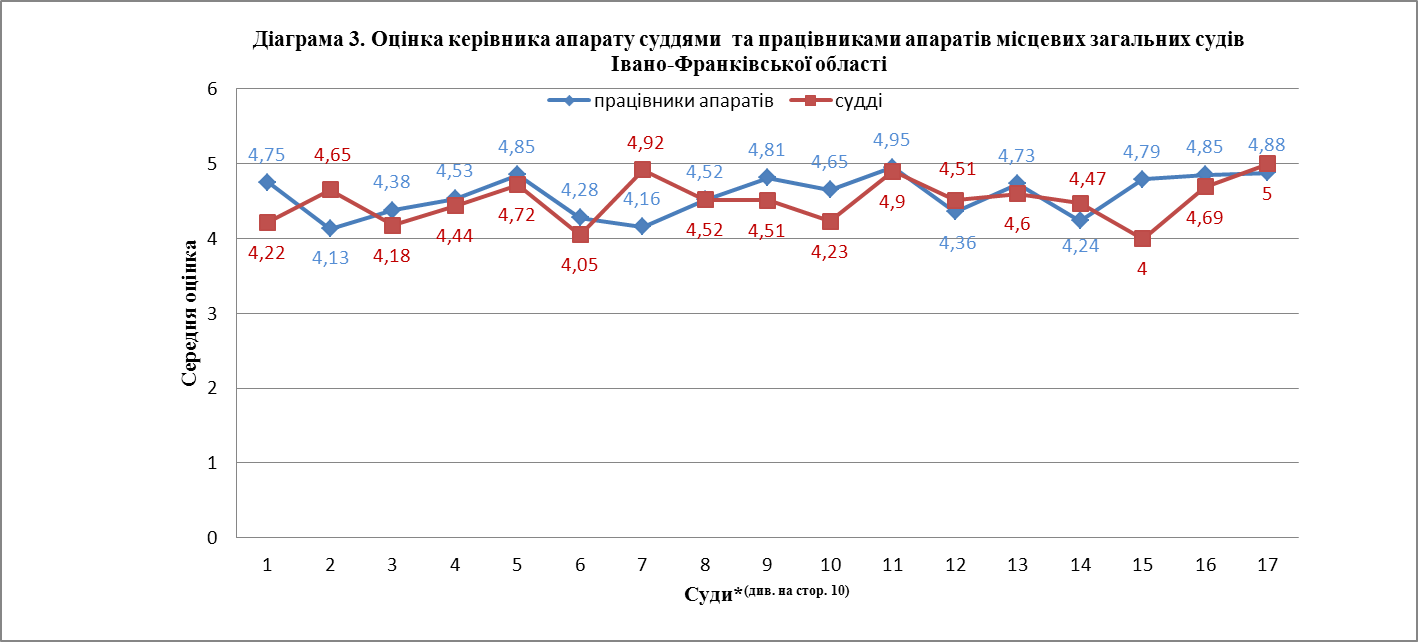 Діаграма 3. Оцінка керівника апарату суддями та працівниками апаратів місцевих загальних судів
Івано-Франківської області
працівники апаратів судді
6
5
4
3
2
1
0
Середня оцінка
4,75 4,13 4,38 4,53 4,85 4,28 4,16 4,52 4,81 4,65 4,95 4,36 4,73 4,24 4,79 4,85 4,88
4,22 4,65 4,18 4,44 4,72 4,05 4,92 4,52 4,51 4,23 4,9 4,51 4,6 4,47 4 4,69 5
1 2 3 4 5 6 7 8 9 10 11 12 13 14 15 16 17
Суди*(див. на стор. 10)